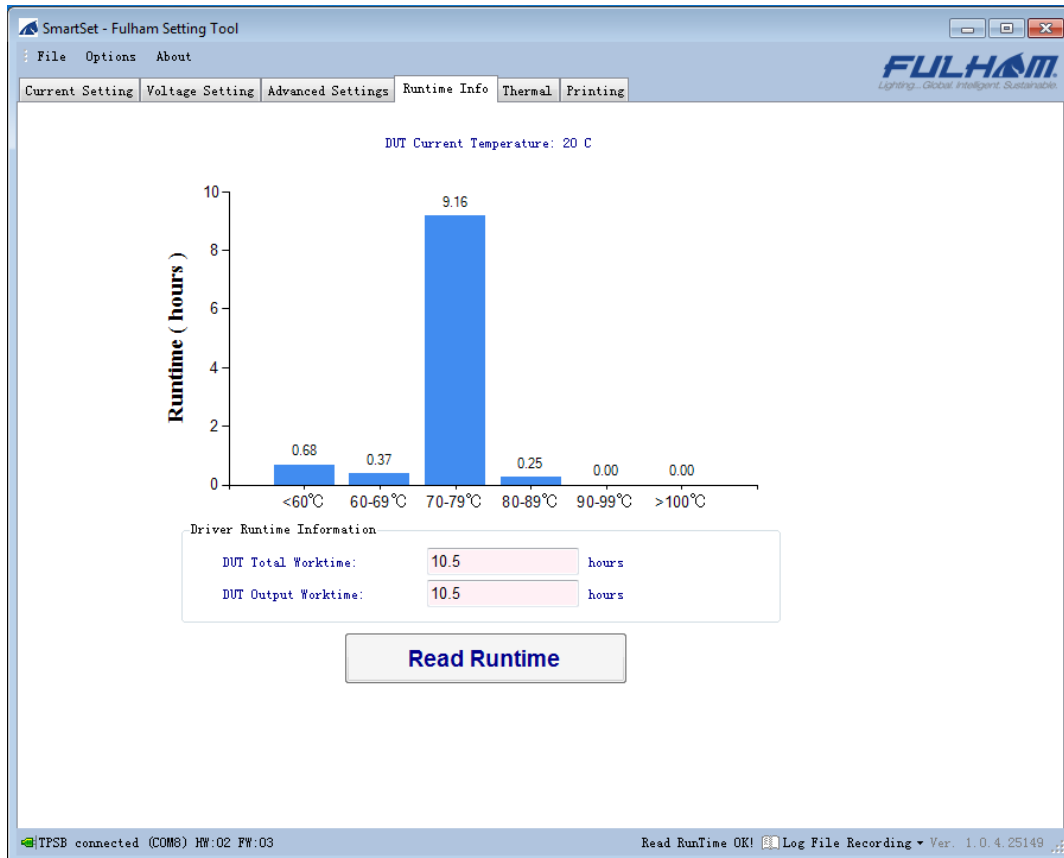 SmartSet - Fulham Setting Tool
File Options About
FULHAM.
Lighting...Global. Intelligent. Sustainable.
Current Setting Voltage Setting Advanced Settings Runtime Info Thermal Printing
DUT Current Temperature: 20 C
Runtime ( hours )
10
8
6
4
2
0
0.68 0.37 9.16 0.25 0.00 0.00
<60℃ 60-69℃ 70-79℃ 80-89℃ 90-99℃ >100℃
Driver Runtime Information
DUT Total Worktime: 10.5 hours
DUT Output Worktime: 10.5 hours
Read Runtime
TPSB connected (COM8) HW:02 FW:03 Read RunTime OK! Log File Recording Ver. 1.0.4.25149